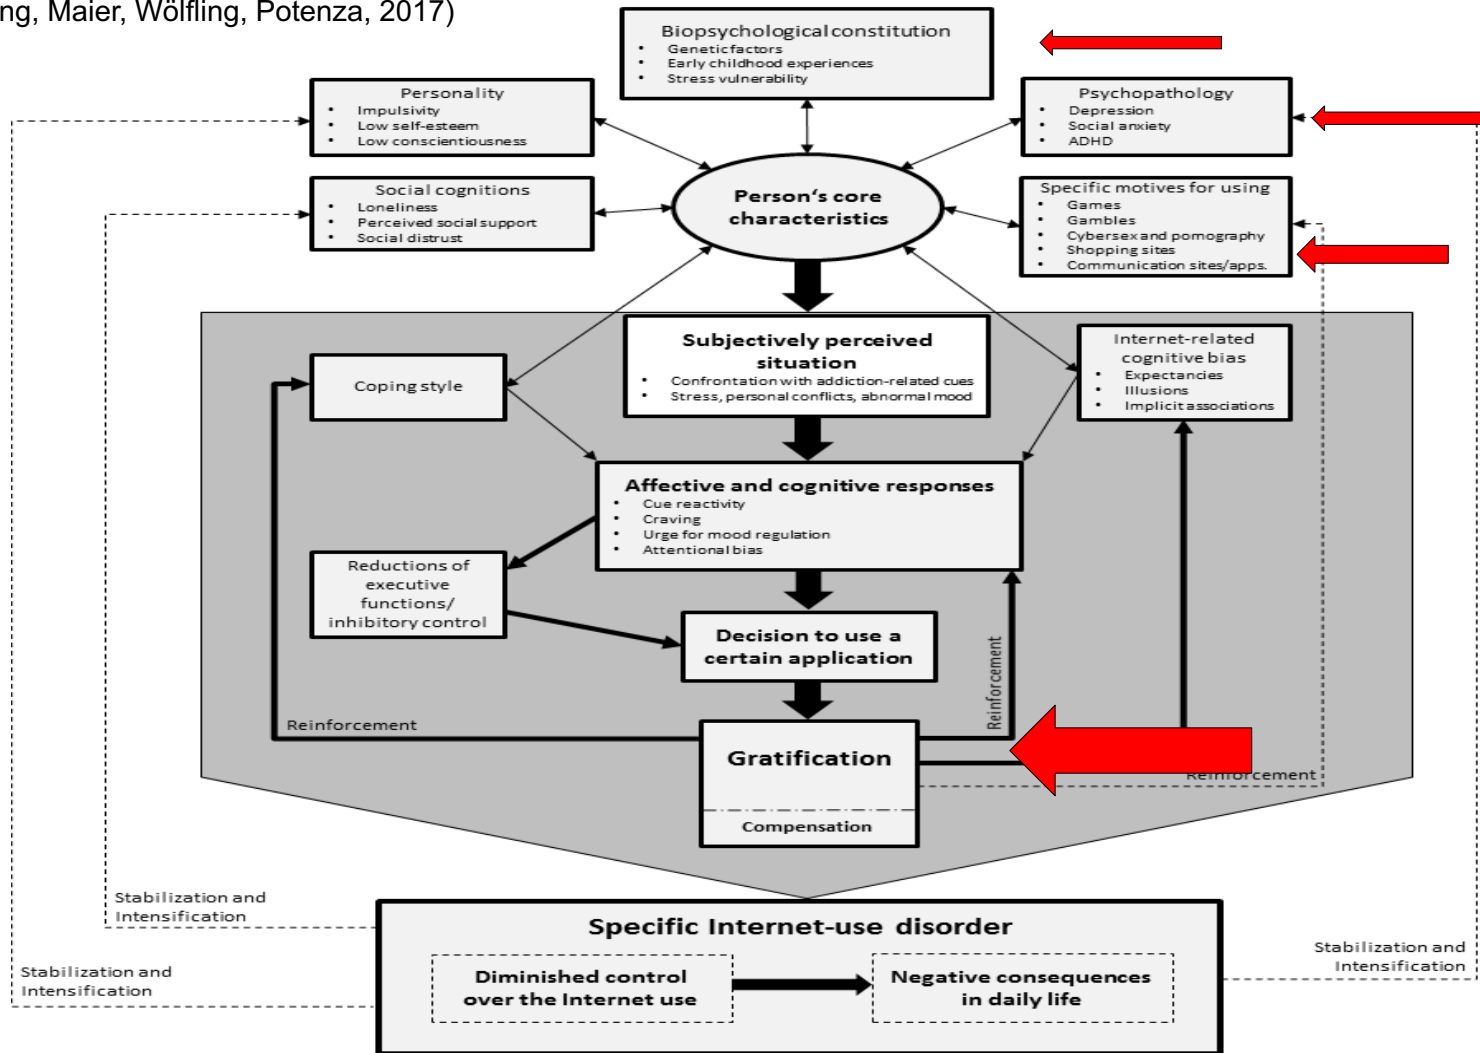 ng, Maier, Wölfling, Potenza, 2017)
Biopsychological constitution
• Genetic factors
• Early childhood experiences
• Stress vulnerability
Personality
• Impulsivity
• Low self-esteem
• Low conscientiousness
Psychopathology
• Depression
• Social anxiety
• ADHD
Social cognitions
• Loneliness
• Perceived social support
• Social distrust
Person‘s core
characteristics
Specific motives for using
• Games
• Gambles
• Cybersex and pornography
• Shopping sites
• Communication sites/apps.
Subjectively perceived
situation
• Confrontation with addiction-related cues
• Stress, personal conflicts, abnormal mood
Coping style
Internet-related
cognitive bias
• Expectancies
• Illusions
• Implicit associations
Affective and cognitive responses
• Cue reactivity
• Craving
• Urge for mood regulation
• Attentional bias
Reductions of
executive
functions/
inhibitory control
Decision to use a
certain application
Reinforcement
Reinforcement
Gratification
Reinforcement
Compensation
Stabilization and
Intensification
Specific Internet-use disorder
Diminished control
over the Internet use
Negative consequences
in daily life
Stabilization and
Intensification
Stabilization and
Intensification